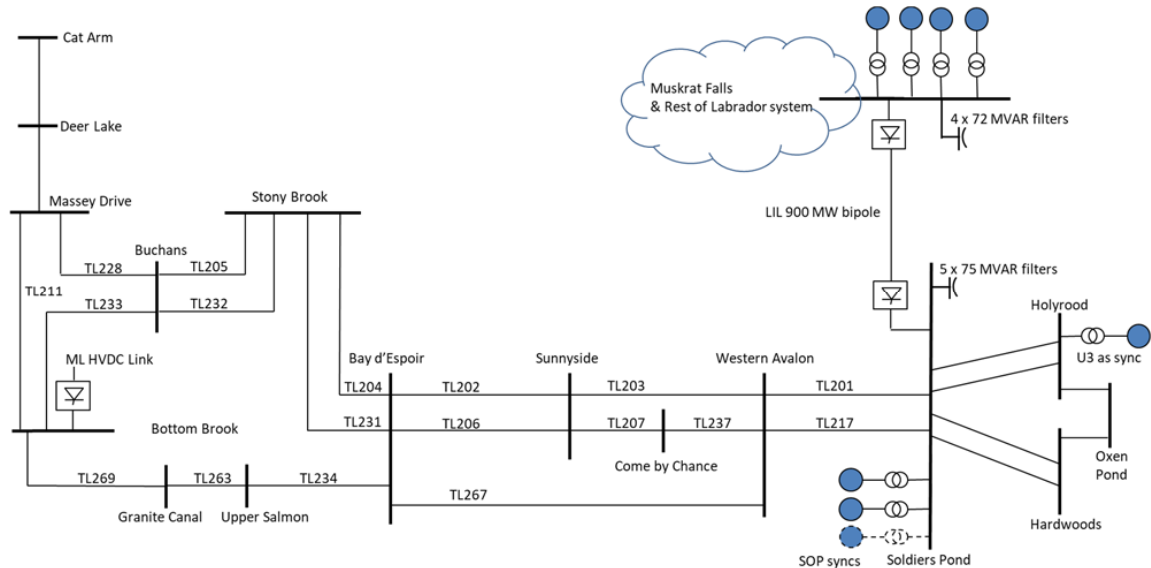 Cat Arm
Deer Lake
Massey Drive
Stony Brook
Buchans
TL228
TL205
TL211
TL233
TL232
ML HVDC Link
Bottom Brook
TL269
TL263
TL234
Granite Canal
Upper Salmon
Bay d’Espoir
Sunnyside
Western Avalon
TL204
TL202
TL203
TL201
TL231
TL206
TL207
TL237
TL217
Come by Chance
TL267
Muskrat Falls
& Rest of Labrador system
4 x 72 MVAR filters
LIL 900 MW bipole
5 x 75 MVAR filters
Holyrood
U3 as sync
Oxen
Pond
Hardwoods
SOP syncs
Soldiers Pond